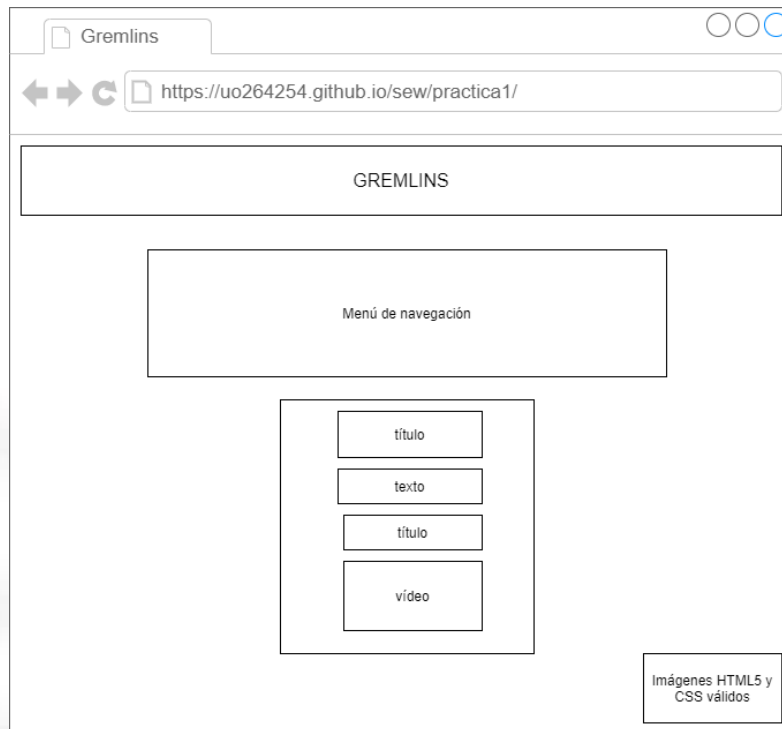 Gremlins
https://uo264254.github.io/sew/practica1/
GREMLINS
Menú de navegación
título
texto
título
vídeo
Imágenes HTML5 y
CSS válidos